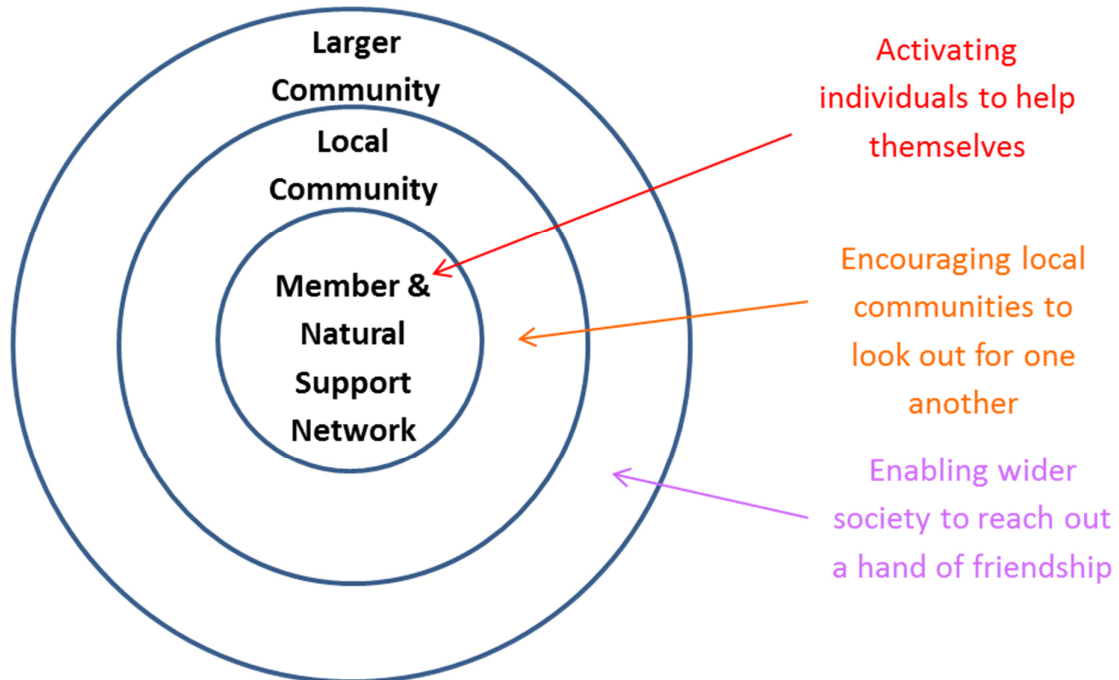 Larger
Community
Local
Community
Member &
Natural
Support
Network
Activating
individuals to help
themselves
Encouraging local
communities to
look out for one
another
Enabling wider
society to reach out
a hand of friendship